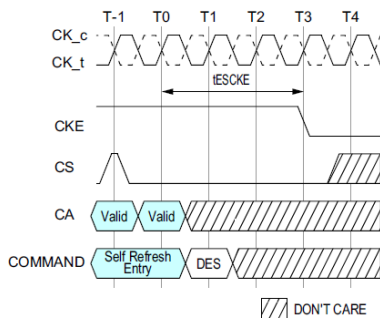 T-1 T0 T1 T2 T3 T4
CK_c
CK_t
tESCKE
CKE
CS
CA Valid Valid
COMMAND Self Refresh
Entry DES
DON'T CARE